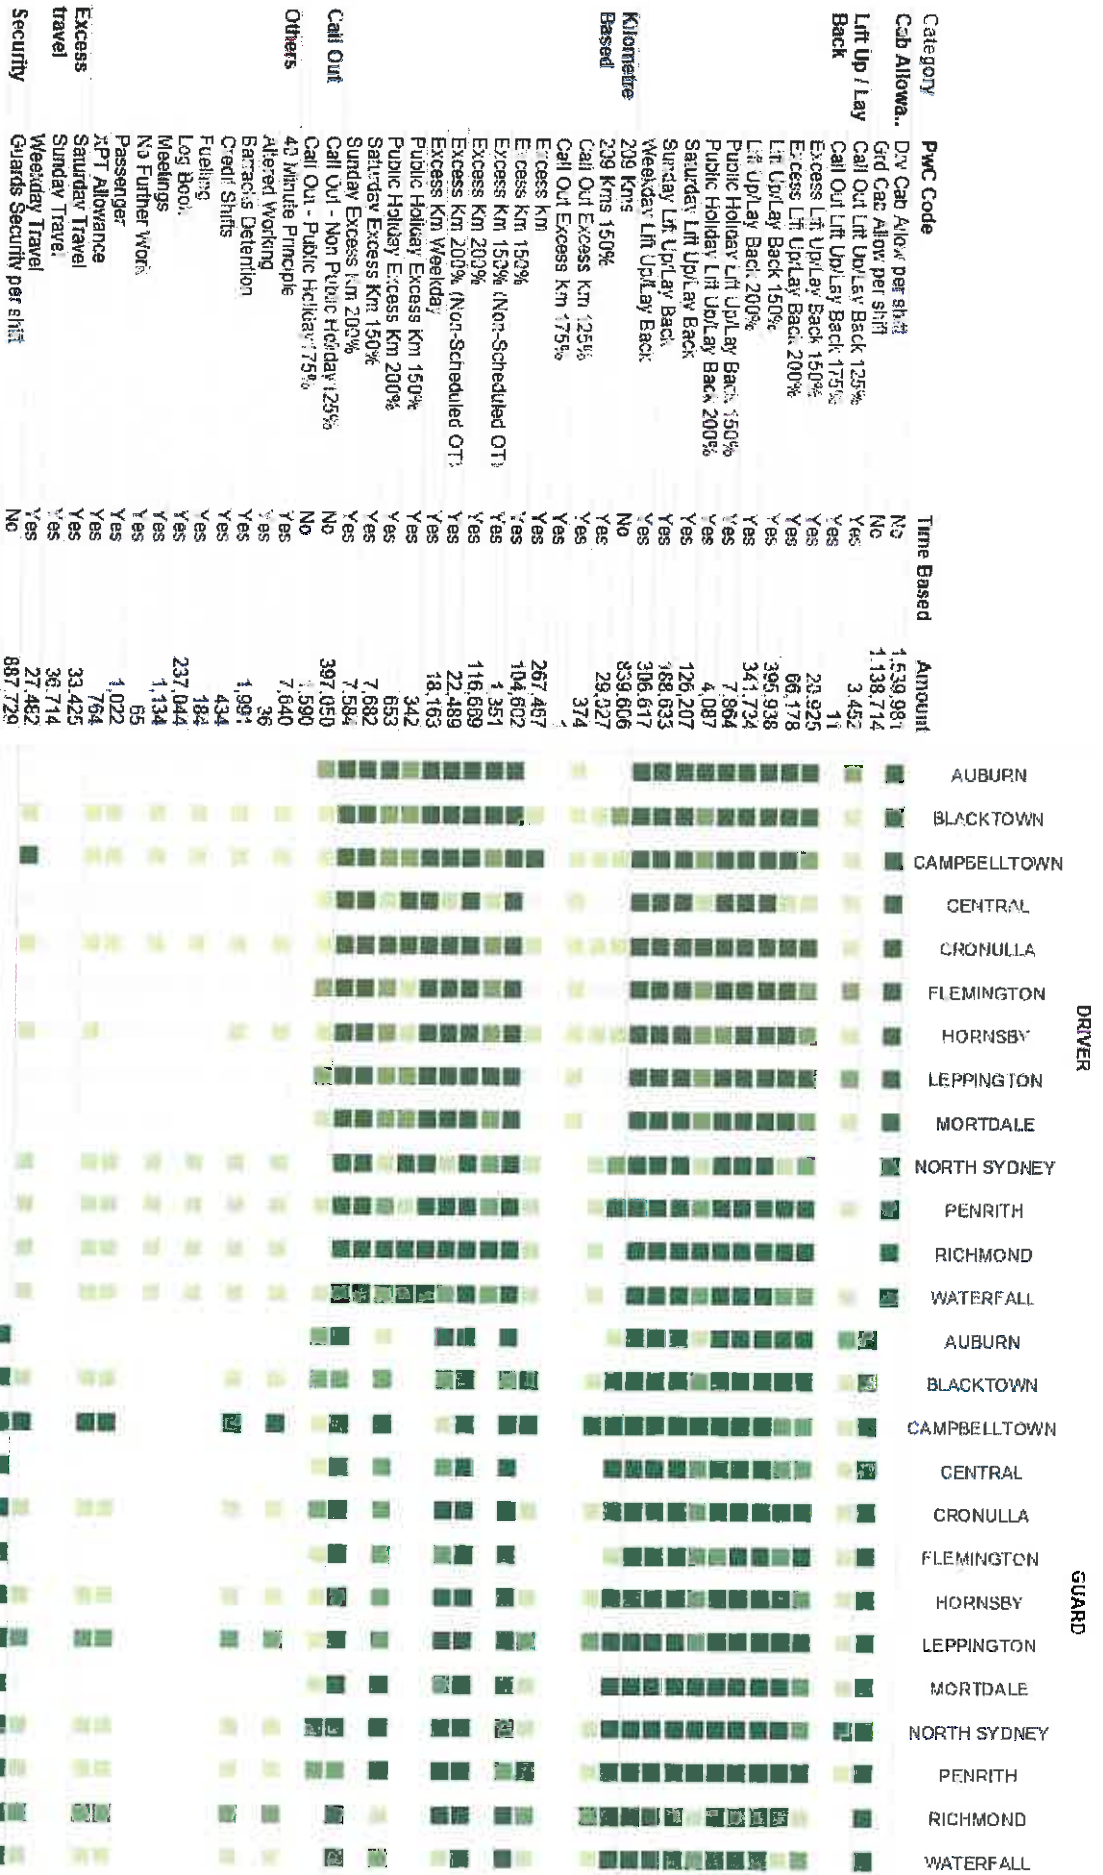 DRIVER GUARD
Category PwC Code Time Based Amount AUBURN BLACKTOWN CAMPBELLTOWN CENTRAL CRONULLA FLEMINGTON HORNSBY LEPPINGTON MORTDALE NORTH SYDNEY PENRITH RICHMOND WATERFALL AUBURN BLACKTOWN CAMPBELLTOWN CENTRAL CRONULLA FLEMINGTON HORNSBY LEPPINGTON MORTDALE NORTH SYDNEY PENRITH RICHMOND WATERFALL
Cab Allowa.. Drv Cab Allow per shift No 1,539,981
Grd Cab Allow per shift No 1,138,714
Lift Up / Lay Back Call Out Lift Up/Lay Back 125% Yes 3,452
Call Out Lift Up/Lay Back 175% Yes 11
Excess Lift Up/Lay Back 150% Yes 20,925
Excess Lift Up/Lay Back 200% Yes 66,178
Lift Up/Lay Back 150% Yes 395,938
Lift Up/Lay Back 200% Yes 341,734
Public Holiday Lift Up/Lay Back 150% Yes 7,864
Public Holiday Lift Up/Lay Back 200% Yes 4,087
Saturday Lift Up/Lay Back Yes 126,207
Sunday Lift Up/Lay Back Yes 168,633
Weekday Lift Up/Lay Back Yes 306,617
Kilometre Based 209 Kms No 839,606
209 Kms 150% Yes
Call Out Excess Km 125% Yes 374
Call Out Excess Km 175% Yes 1
Excess Km Yes 267,467
Excess Km 150% Yes 104,602
Excess Km 150% (Non-Scheduled OT) Yes 1,351
Excess Km 200% Yes 116,689
Excess Km 200% (Non-Scheduled OT) Yes 22,489
Excess Km Weekday Yes 18,163
Public Holiday Excess Km 150% Yes 342
Public Holiday Excess Km 200% Yes 653
Saturday Excess Km 150% Yes 7,692
Sunday Excess Km 200% Yes 7,584
Call Out Call Out - Non Public Holiday 125% No 397,050
Call Out - Public Holiday 175% No 1,590
Others 45 Minute Principle Yes 7,640
Altered Working Yes 36
Barracks Detention Yes 1,991
Credit Shifts Yes 434
Fuelling Yes 184
Log Book Yes 237,044
Meetings Yes 1,134
No Further Work Yes 65
Passenger Yes 1,022
XPT Allowance Yes 764
Excess travel Saturday Travel Yes 33,425
Sunday Travel Yes 36,714
Weekday Travel Yes 27,482
Security Guards Security per shift No 887,729